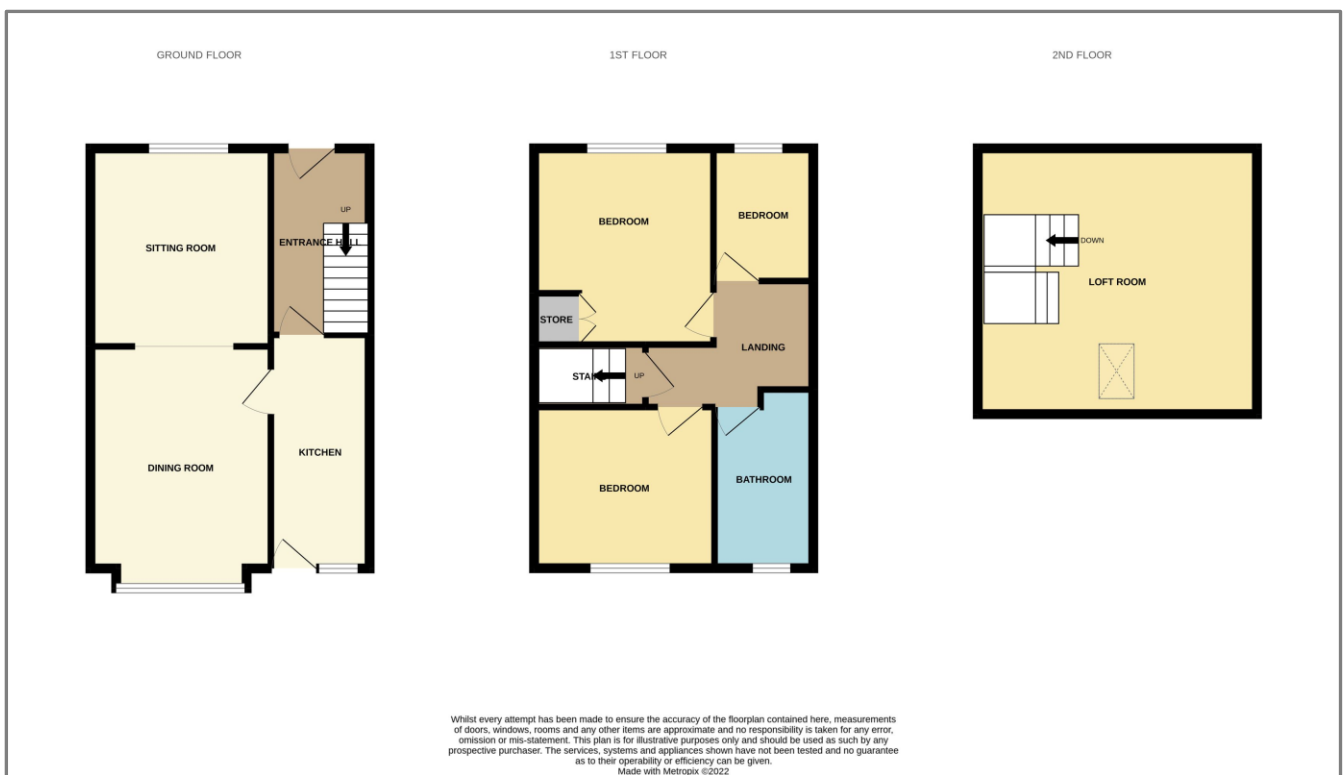 GROUND FLOOR
1ST FLOOR
2ND FLOOR
SITTING ROOM
UP
ENTRANCE HALL
DINING ROOM
KITCHEN
BEDROOM
BEDROOM
STORE
LANDING
UP
BEDROOM
BATHROOM
DOWN
LOFT ROOM
Whilst every attempt has been made to ensure the accuracy of the floorplan contained here, measurements
of doors, windows, rooms and any other items are approximate and no responsibility is taken for any error,
omission or mis-statement. This plan is for illustrative purposes only and should be used as such by any
prospective purchaser. The services, systems and appliances shown have not been tested and no guarantee
as to their operability or efficiency can be given.
Made with Metropix ©2022